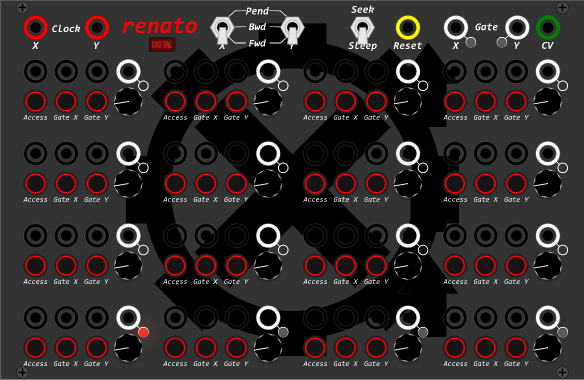 Clock
X Y
renato
DIGITAL
Pend
Bwd
Fwd
X Y
Seek
Sleep
Reset
Gate
X Y
CV
Access Gate X Gate Y Access Gate X Gate Y Access Gate X Gate Y Access Gate X Gate Y
Access Gate X Gate Y Access Gate X Gate Y Access Gate X Gate Y Access Gate X Gate Y
Access Gate X Gate Y Access Gate X Gate Y Access Gate X Gate Y Access Gate X Gate Y
Access Gate X Gate Y Access Gate X Gate Y Access Gate X Gate Y Access Gate X Gate Y